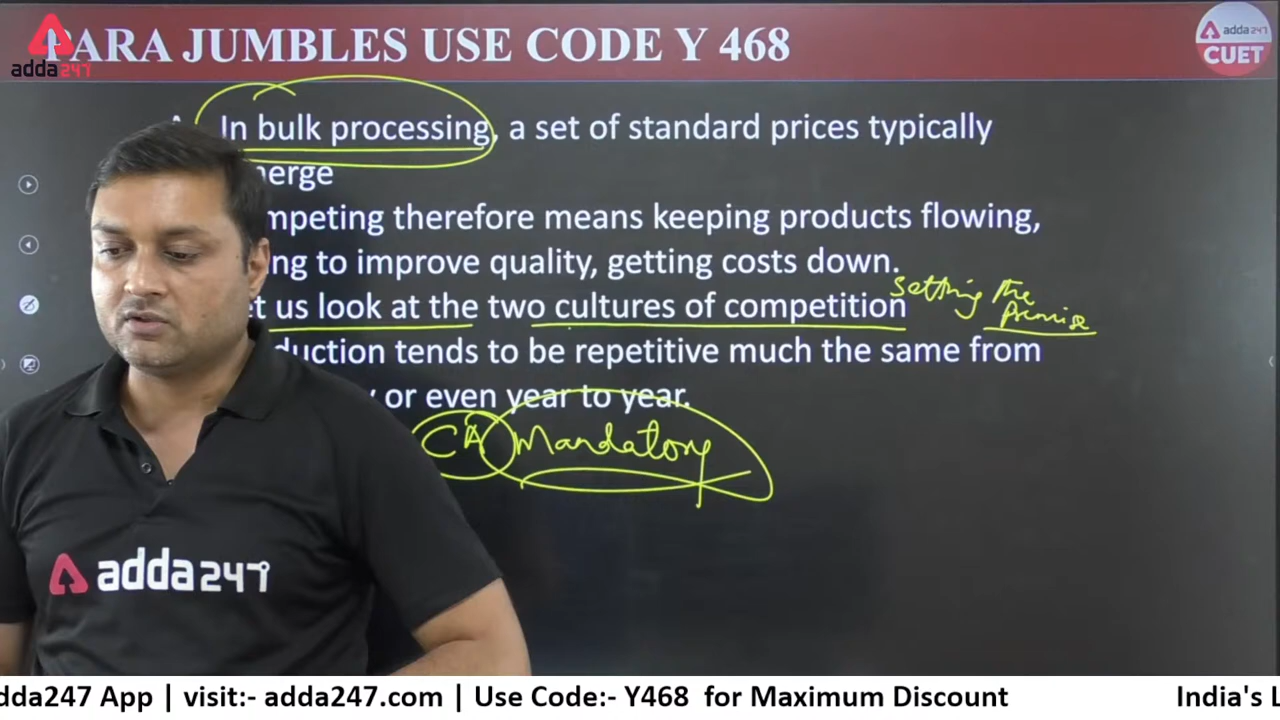 PARA JUMBLES USE CODE Y 468
adda247
adda247
CUET
In bulk processing, a set of standard prices typically
merge
mpeting therefore means keeping products flowing,
ng to improve quality, getting costs down.
et us look at the two cultures of competition
setting the
Premise
duction tends to be repetitive much the same from
or even year to year.
CA Mandatory
adda247
dda247 App | visit:- adda247.com | Use Code:- Y468 for Maximum Discount
India's L